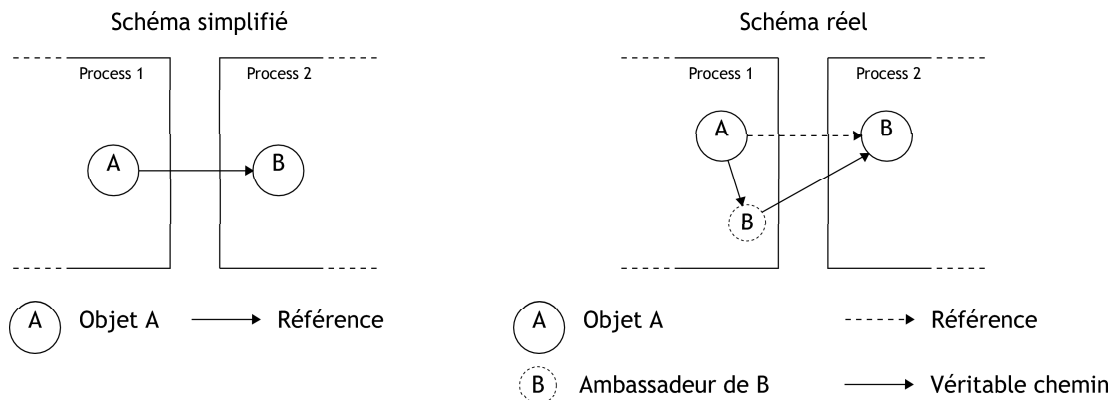 Schéma simplifié
Process 1
Process 2
A
B
A
Objet A
Référence
Schéma réel
Process 1
Process 2
A
B
B
A
Objet A
Référence
B
Ambassadeur de B
Véritable chemin